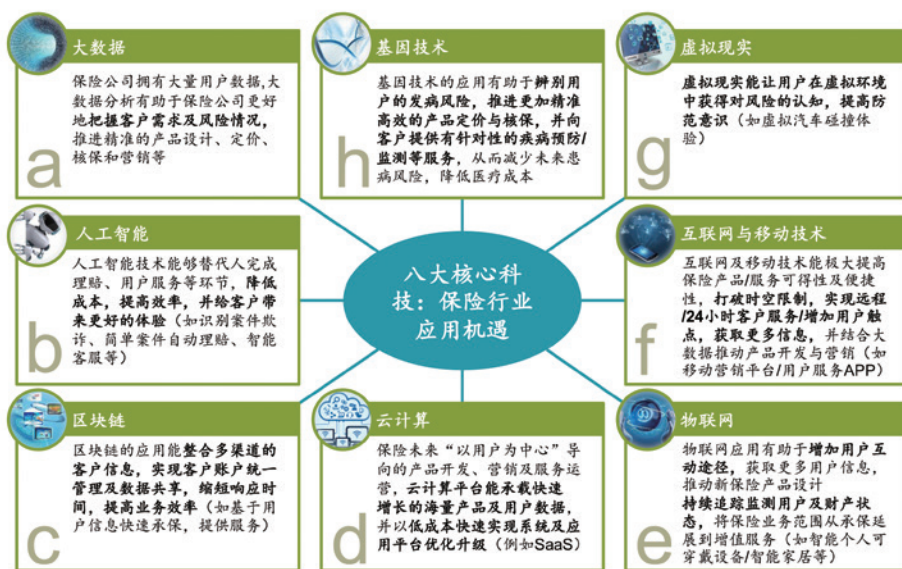 大数据
保险公司拥有大量用户数据,大
数据分析有助于保险公司更好
地把握客户需求及风险情况，
推进精准的产品设计、定价、
核保和营销等
a
基因技术
基因技术的应用有助于辨别用
户的发病风险，推进更加精准
高效的产品定价与核保，并向
客户提供有针对性的疾病预防/
监测等服务，从而减少未来患
病风险，降低医疗成本
h
虚拟现实
虚拟现实能让用户在虚拟环境
中获得对风险的认知，提高防
范意识（如虚拟汽车碰撞体
验）
g
人工智能
人工智能技术能够替代人完成
理赔、用户服务等环节，降低
成本，提高效率，并给客户带
来更好的体验（如识别案件欺
诈、简单案件自动理赔、智能
客服等）
b
八大核心科
技：保险行业
应用机遇
互联网与移动技术
互联网及移动技术能极大提高
保险产品/服务可得性及便捷
性，打破时空限制，实现远程
/24小时客户服务/增加用户触
点，获取更多信息，并结合大
数据推动产品开发与营销（如
移动营销平台/用户服务APP）
f
区块链
区块链的应用能整合多渠道的
客户信息，实现客户账户统一
管理及数据共享，缩短响应时
间，提高业务效率（如基于用
户信息快速承保，提供服务）
c
云计算
保险未来“以用户为中心”导
向的产品开发、营销及服务运
营，云计算平台能承载快速
增长的海量产品及用户数据，
并以低成本快速实现系统及应
用平台优化升级（例如SaaS）
d
物联网
物联网应用有助于增加用户互
动途径，获取更多用户信息，
推动新保险产品设计
持续追踪监测用户及财产状
态，将保险业务范围从承保延
展到增值服务（如智能个人可
穿戴设备/智能家居等）
e